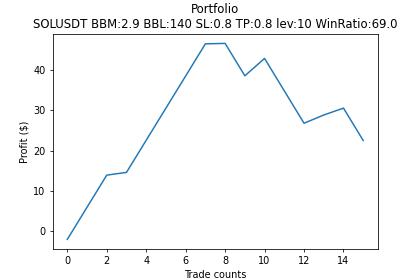 Portfolio
SOLUSDT BBM:2.9 BBL:140 SL:0.8 TP:0.8 lev:10 WinRatio:69.0
40
30
20
10
0
Profit ($)
0 2 4 6 8 10 12 14
Trade counts